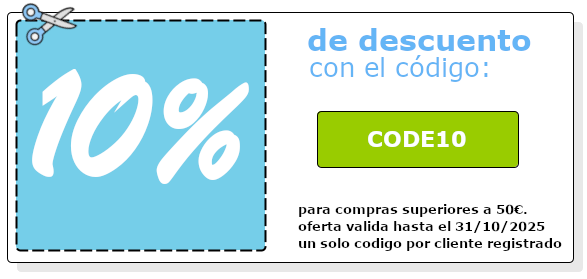 10%
de descuento
con el código:
CODE10
para compras superiores a 50€.
oferta valida hasta el 31/10/2025
un solo codigo por cliente registrado